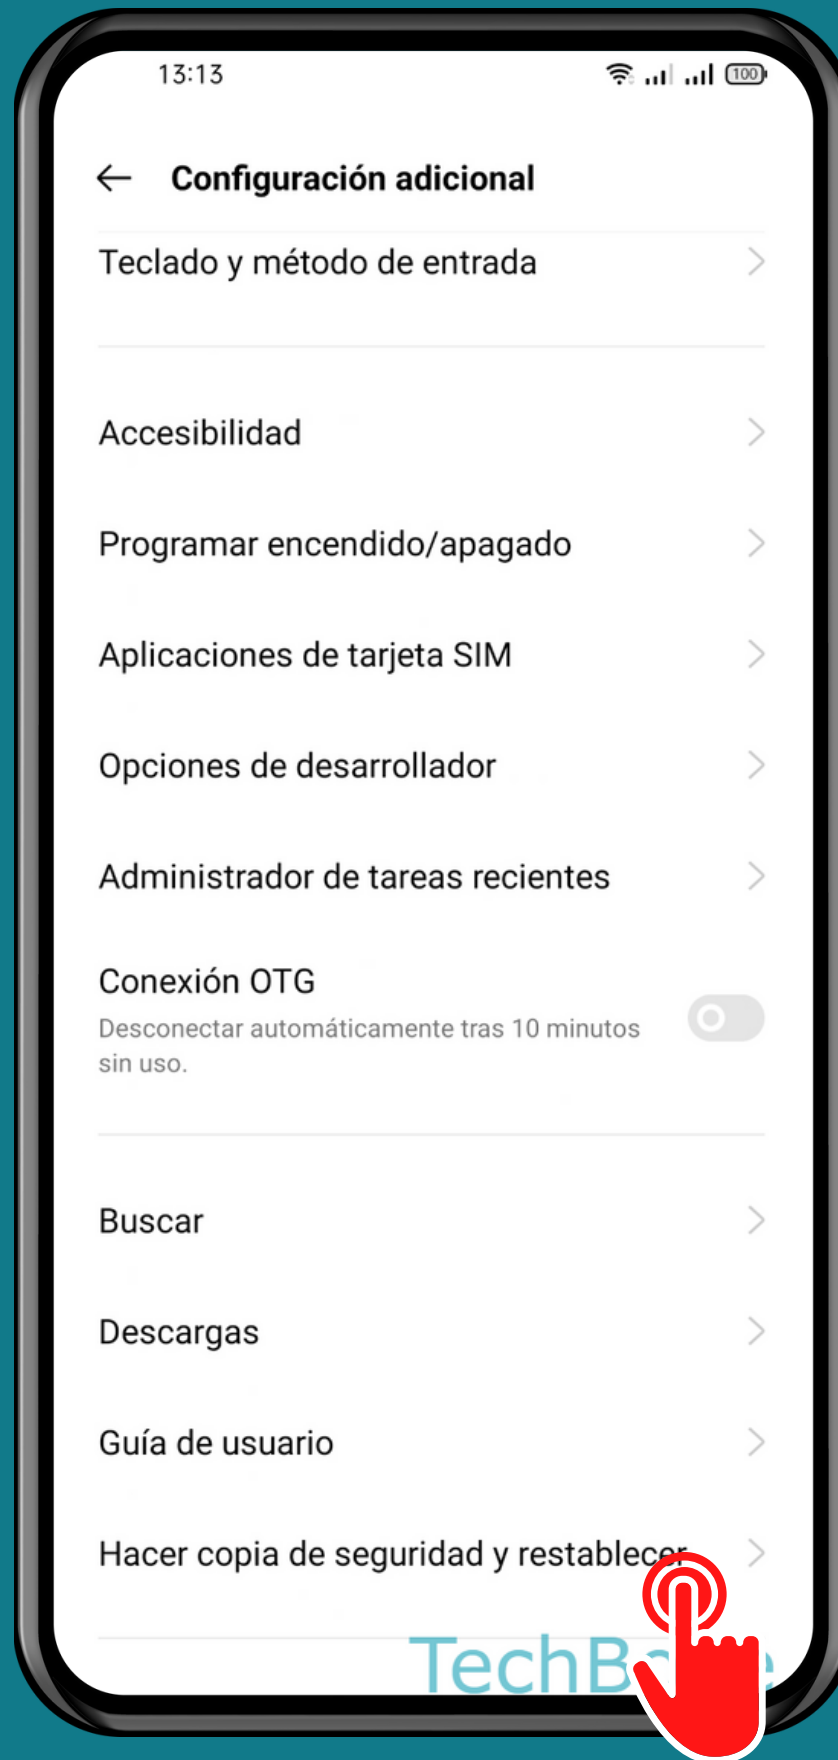 13:13
100
Configuración adicional
Teclado y método de entrada
Accesibilidad
Programar encendido/apagado
Aplicaciones de tarjeta SIM
Opciones de desarrollador
Administrador de tareas recientes
Conexión OTG
Desconectar automáticamente tras 10 minutos
sin uso.
Buscar
Descargas
Guía de usuario
Hacer copia de seguridad y restablecer